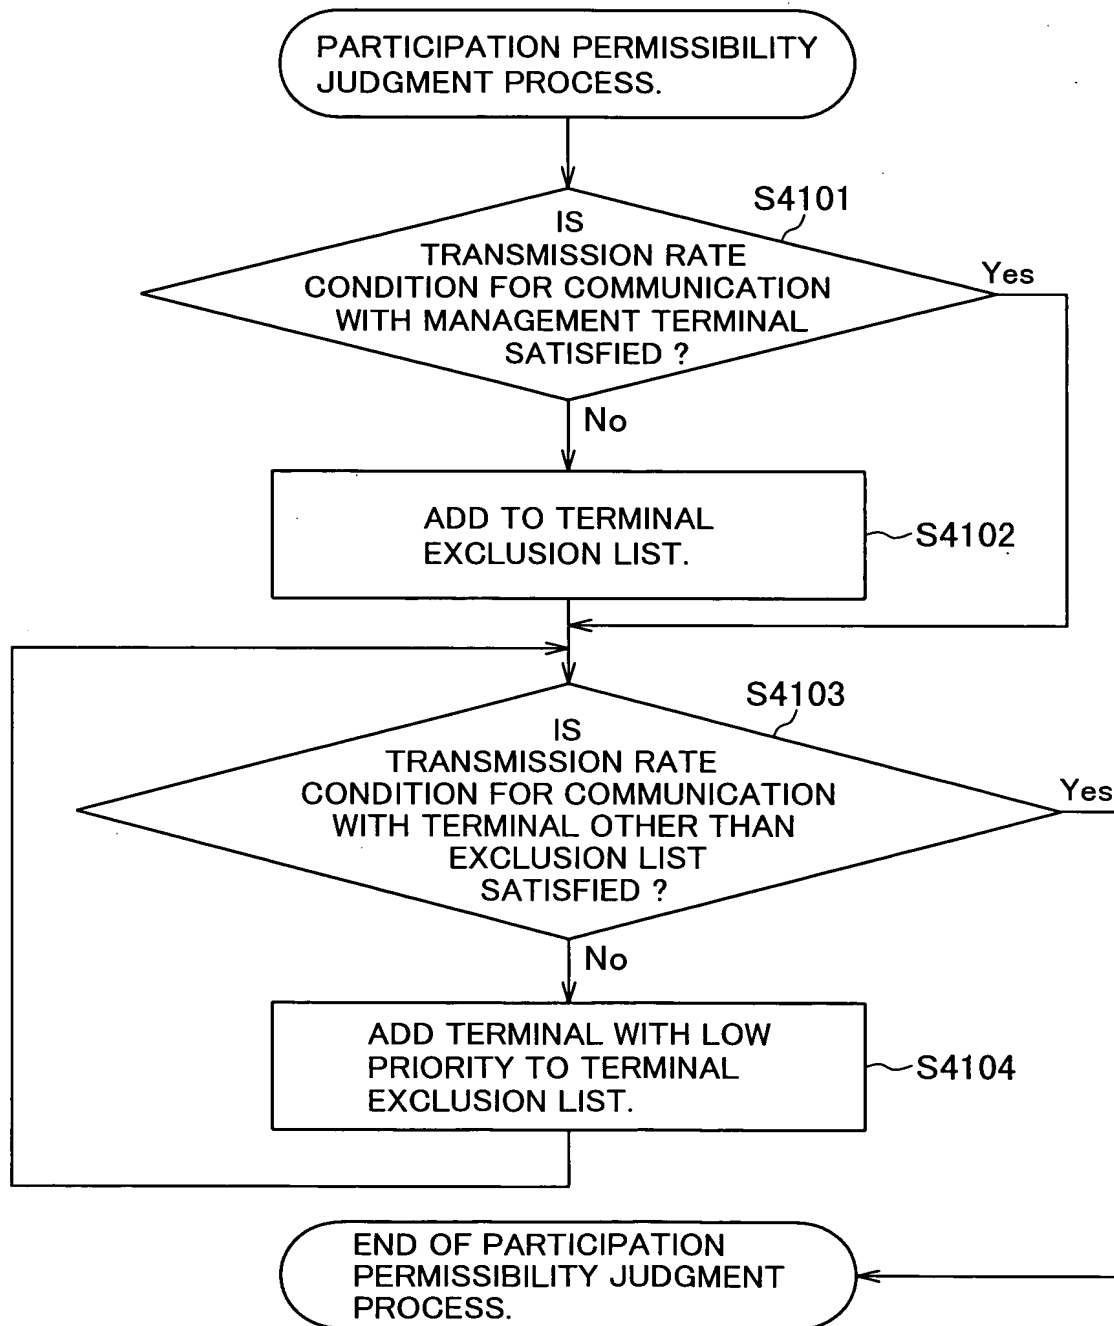 PARTICIPATION PERMISSIBILITY
JUDGMENT PROCESS.
S4101
IS
TRANSMISSION RATE
CONDITION FOR COMMUNICATION
WITH MANAGEMENT TERMINAL
SATISFIED ?
Yes
No
ADD TO TERMINAL
EXCLUSION LIST.
S4102
S4103
IS
TRANSMISSION RATE
CONDITION FOR COMMUNICATION
WITH TERMINAL OTHER THAN
EXCLUSION LIST
SATISFIED ?
Yes
No
ADD TERMINAL WITH LOW
PRIORITY TO TERMINAL
EXCLUSION LIST.
S4104
END OF PARTICIPATION
PERMISSIBILITY JUDGMENT
PROCESS.